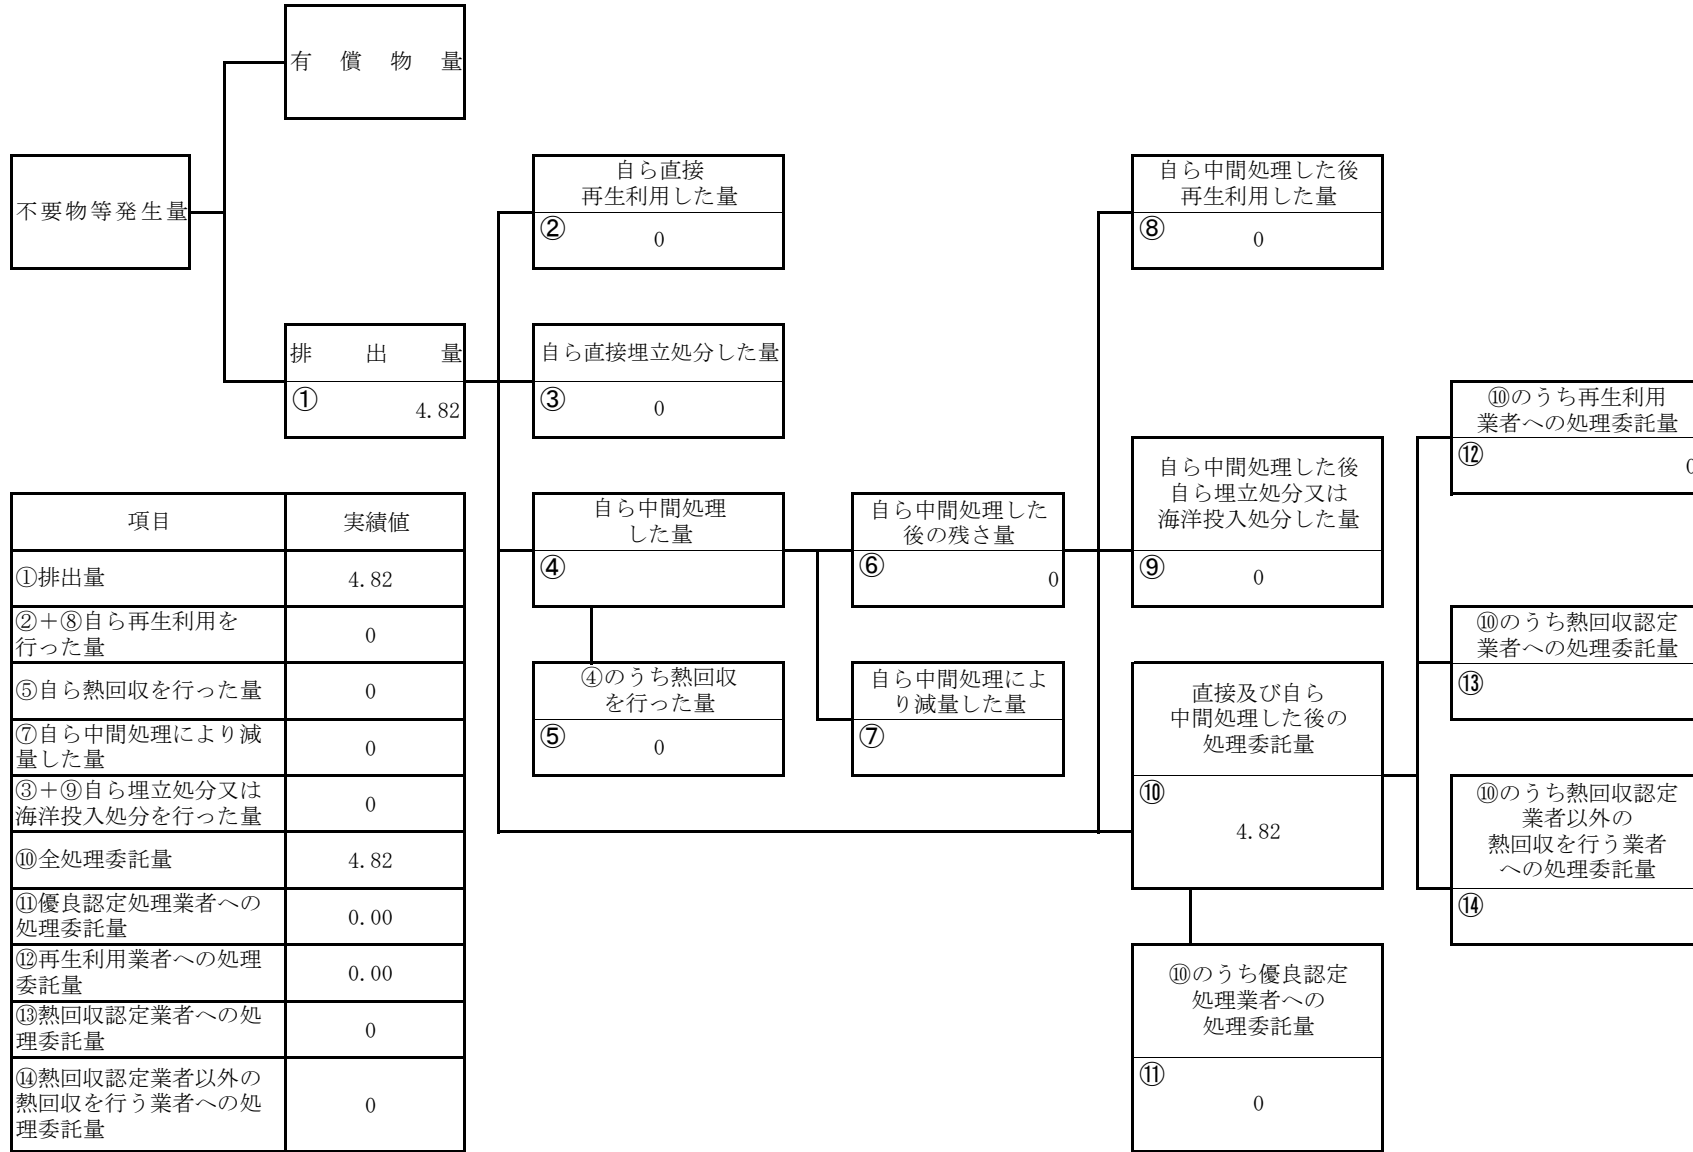 有償物量
不要物等発生量
自ら直接
再生利用した量
②
0
自ら中間処理した後
再生利用した量
⑧
0
排出量
①
4.82
自ら直接埋立処分した量
③
0
⑩のうち再生利用
業者への処理委託量
⑫
0
自ら中間処理した後
自ら埋立処分又は
海洋投入処分した量
⑨
0
自ら中間処理
した量
④
自ら中間処理した
後の残さ量
⑥
0
④のうち熱回収
を行った量
⑤
0
自ら中間処理によ
り減量した量
⑦
直接及び自ら
中間処理した後の
処理委託量
⑩
4.82
⑩のうち熱回収認定
業者への処理委託量
⑬
⑩のうち熱回収認定
業者以外の
熱回収を行う業者
への処理委託量
⑭
⑩のうち優良認定
処理業者への
処理委託量
⑪
0
項目 実績値
①排出量 4.82
②+⑧自ら再生利用を
行った量 0
⑤自ら熱回収を行った量 0
⑦自ら中間処理により減
量した量 0
③+⑨自ら埋立処分又は
海洋投入処分を行った量 0
⑩全処理委託量 4.82
⑪優良認定処理業者への
処理委託量 0.00
⑫再生利用業者への処理
委託量 0.00
⑬熱回収認定業者への処
理委託量 0
⑭熱回収認定業者以外の
熱回収を行う業者への処
理委託量 0